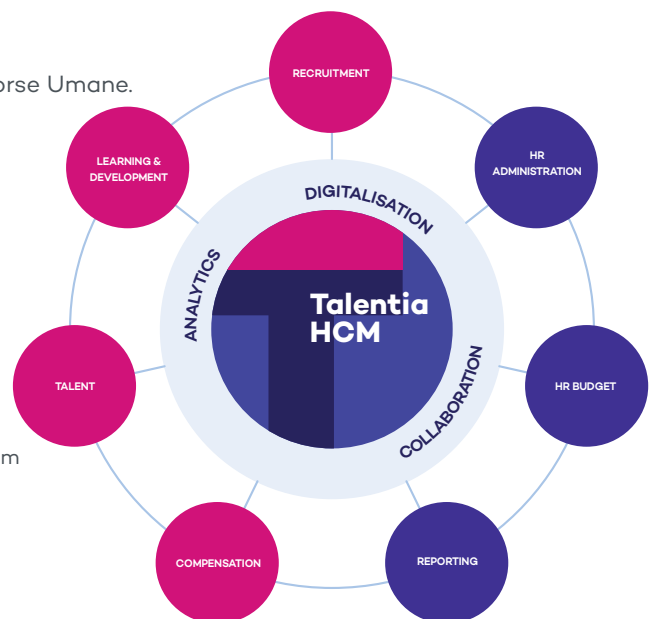 RECRUITMENT
orse Umane.
HR
ADMINISTRATION
LEARNING &
DEVELOPMENT
DIGITALISATION
ANALYTICS
Talentia
HCM
COLLABORATION
TALENT
HR BUDGET
m
COMPENSATION
REPORTING